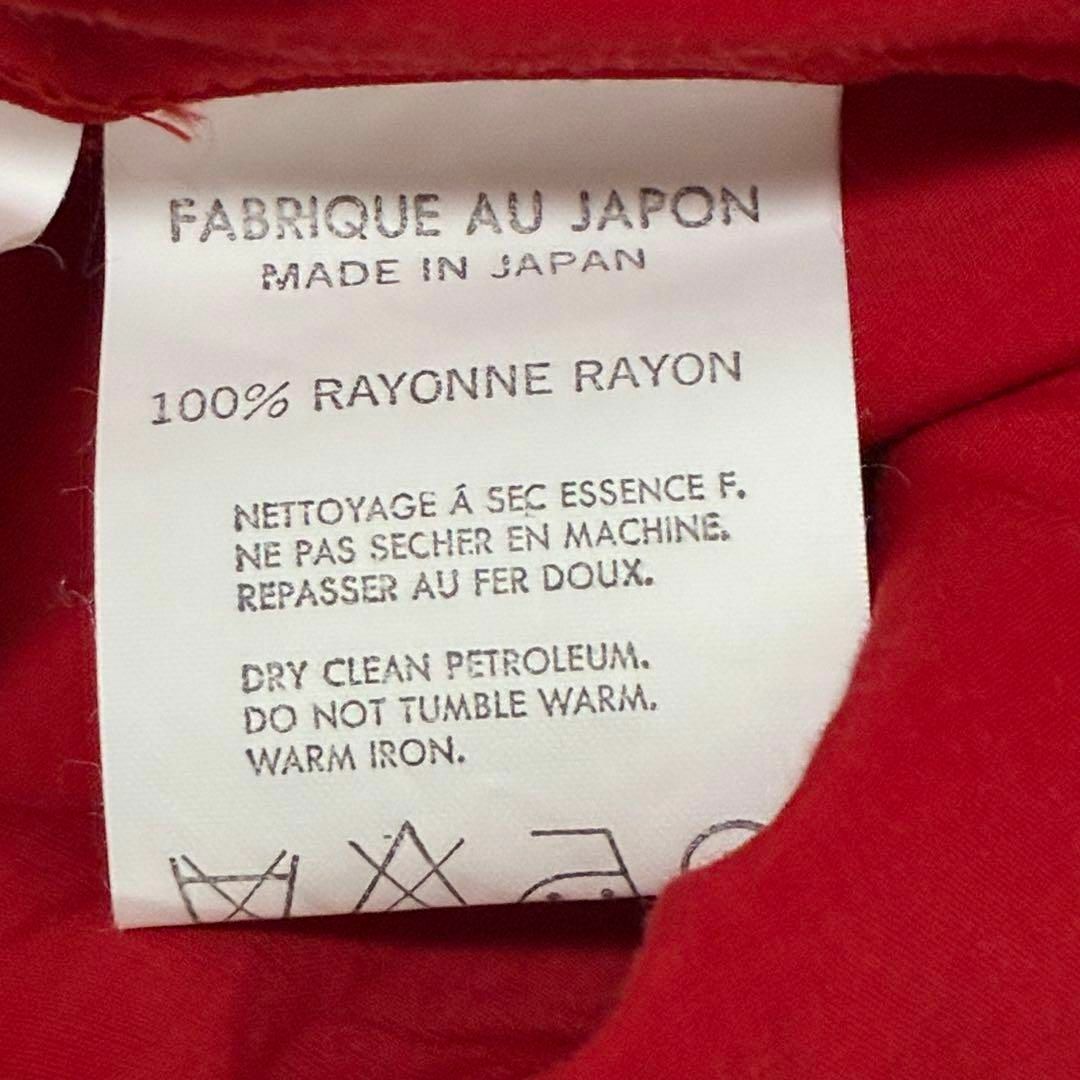 FABRIQUE AU JAPON
MADE IN JAPAN
100% RAYONNE RAYON
NETTOYAGE Á SEC ESSENCE F.
NE PAS SECHER EN MACHINE.
REPASSER AU FER DOUX.
DRY CLEAN PETROLEUM.
DO NOT TUMBLE WARM.
WARM IRON.